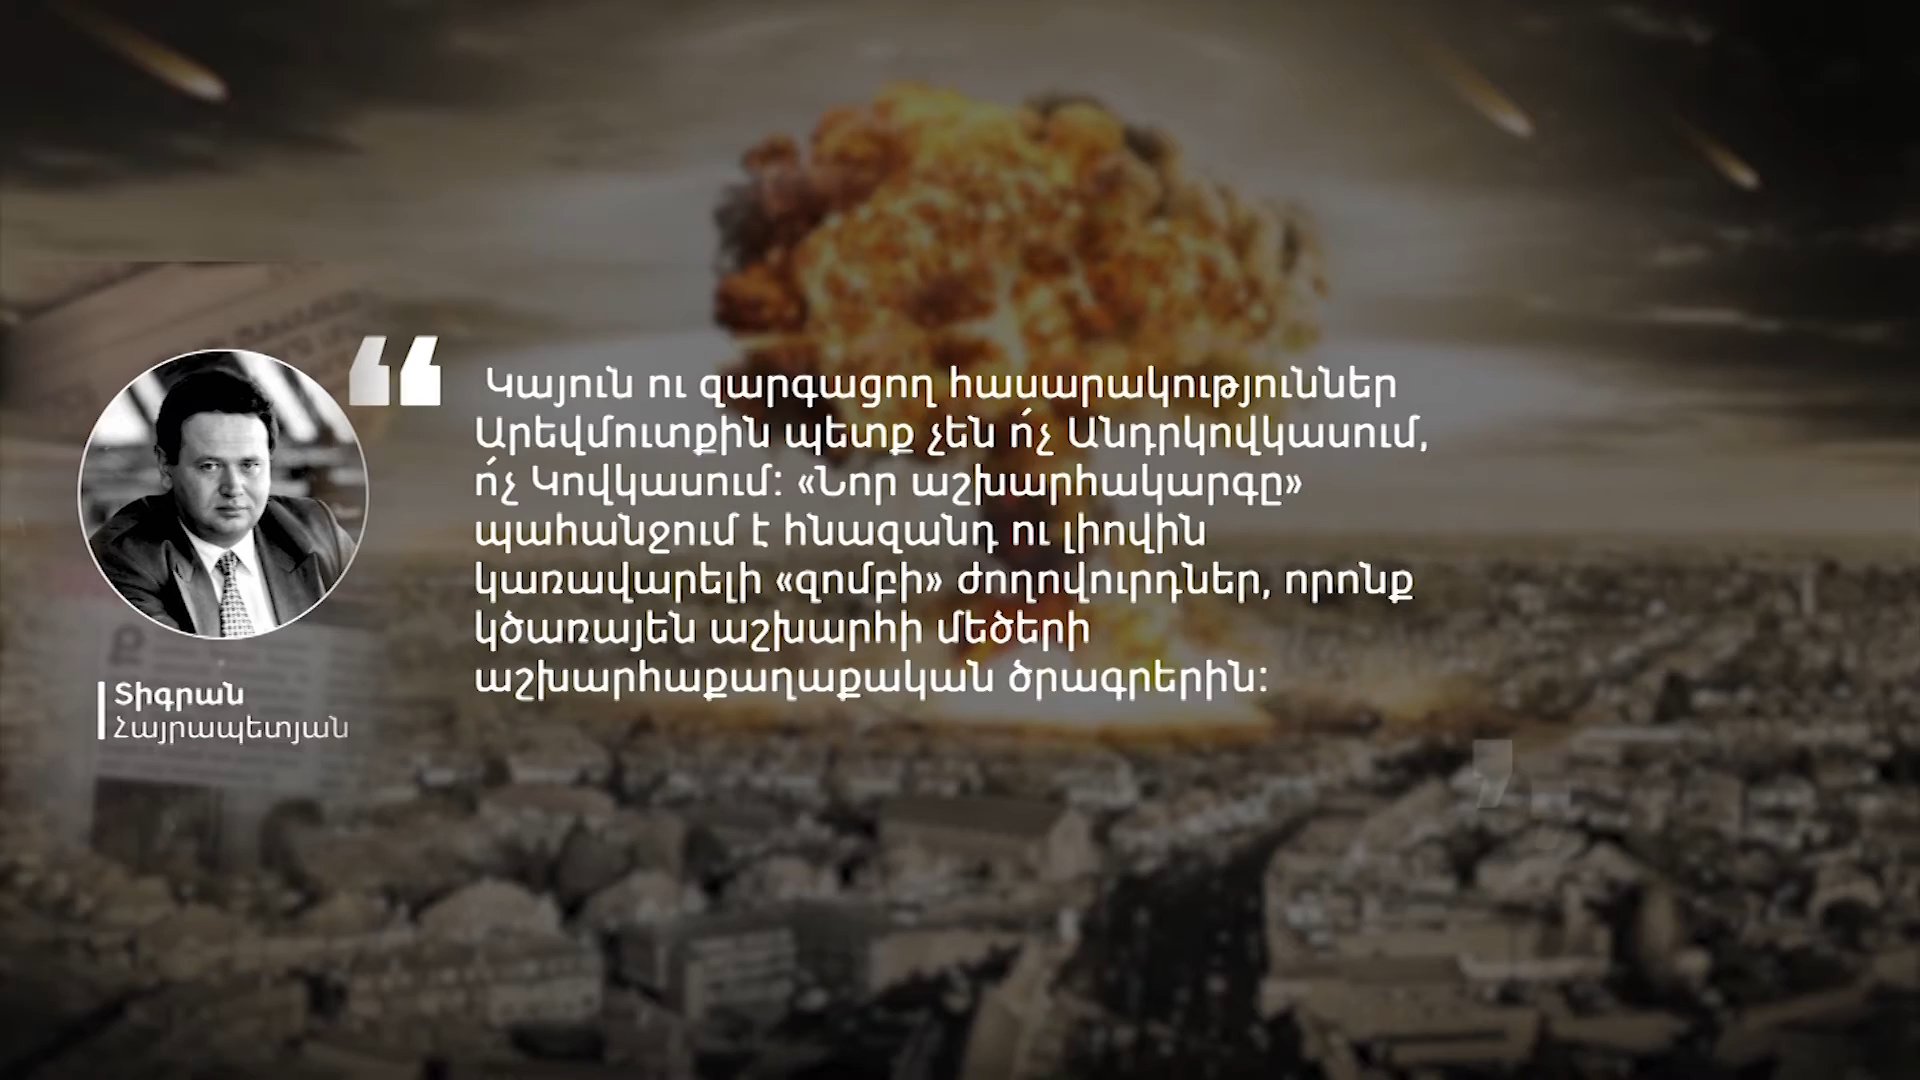 Կայուն ու զարգացող հասարակություններ
Արեվմուտքին պետք չեն ո՛չ Անդրկովկասում,
ո՛չ Կովկասում: «Նոր աշխարհակարգը»
պահանջում է հնազանդ ու լիովին
կառավարելի «զոմբի» ժողովուրդներ, որոնք
կծառայեն աշխարհի մեծերի
աշխարհաքաղաքական ծրագրերին:
Տիգրան
Հայրապետյան